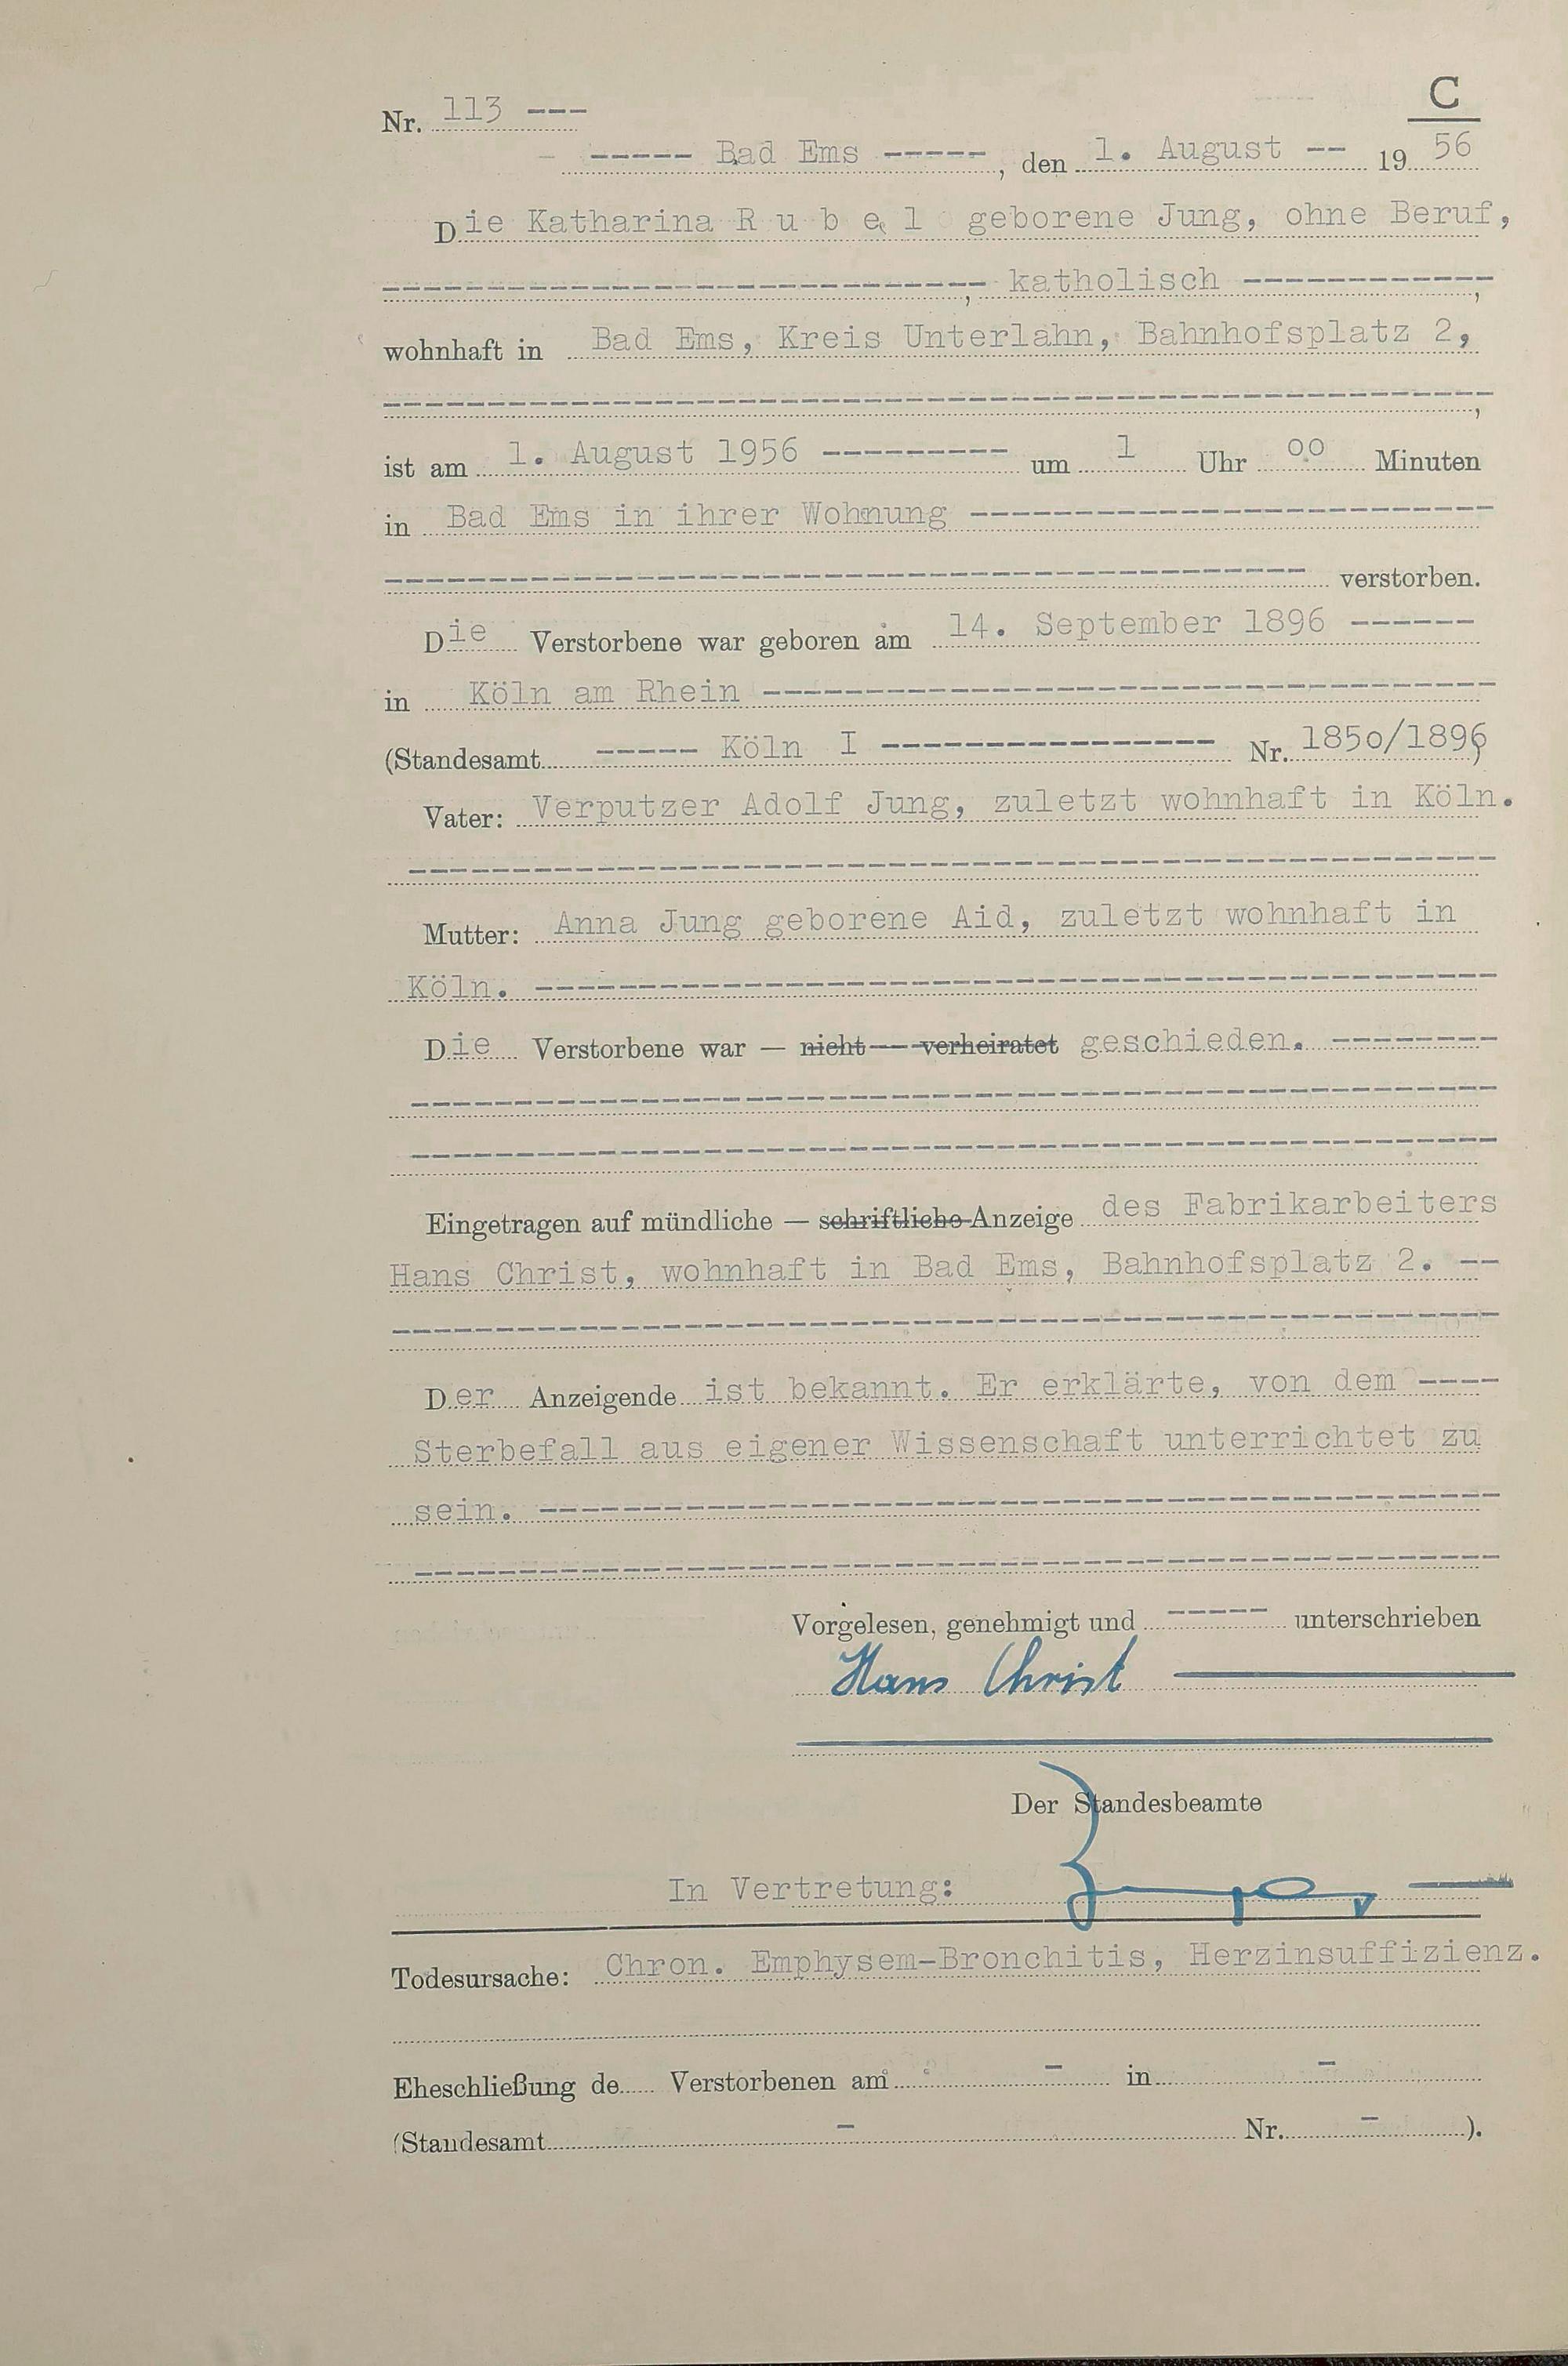 C
Nr. 113 ---
----- Bad Ems -----, den 1. August -- 19 56
Die Katharina R u b e l geborene Jung, ohne Beruf,
-----------------------------, katholisch ------------,
wohnhaft in Bad Ems, Kreis Unterlahn, Bahnhofsplatz 2,
-----------------------------------------------------,
ist am 1. August 1956 --------- um 1 Uhr 00 Minuten
in Bad Ems in ihrer Wohnung -------------------------
-------------------------------------------- verstorben.
Die Verstorbene war geboren am 14. September 1896 ------
in Köln am Rhein -----------------------------------
(Standesamt ----- Köln I ---------------- Nr. 1850/1896)
Vater: Verputzer Adolf Jung, zuletzt wohnhaft in Köln.
----------------------------------------------------
Mutter: Anna Jung geborene Aid, zuletzt wohnhaft in
Köln. ----------------------------------------------
Die Verstorbene war — nicht — verheiratet geschieden. --------
----------------------------------------------------
----------------------------------------------------
Eingetragen auf mündliche — schriftliche Anzeige des Fabrikarbeiters
Hans Christ, wohnhaft in Bad Ems, Bahnhofsplatz 2. --
-----------------------------------------------------
Der Anzeigende ist bekannt. Er erklärte, von dem ----
Sterbefall aus eigener Wissenschaft unterrichtet zu
sein. ----------------------------------------------
----------------------------------------------------
Vorgelesen, genehmigt und ----- unterschrieben
Hans Christ
Der Standesbeamte
In Vertretung:
Todesursache: Chron. Emphysem-Bronchitis, Herzinsuffizienz.
Eheschließung de Verstorbenen am - in -
(Standesamt - Nr. - ).